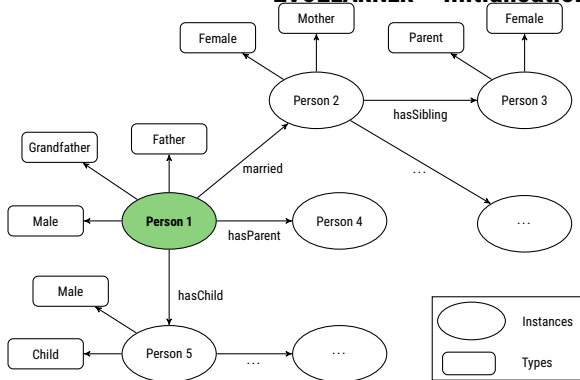 Mother
Female
Female
Parent
Person 2
Person 3
hasSibling
Father
Grandfather
married
...
Male
Person 1
Person 4
...
hasParent
Male
hasChild
Instances
Child
Person 5
...
...
Types